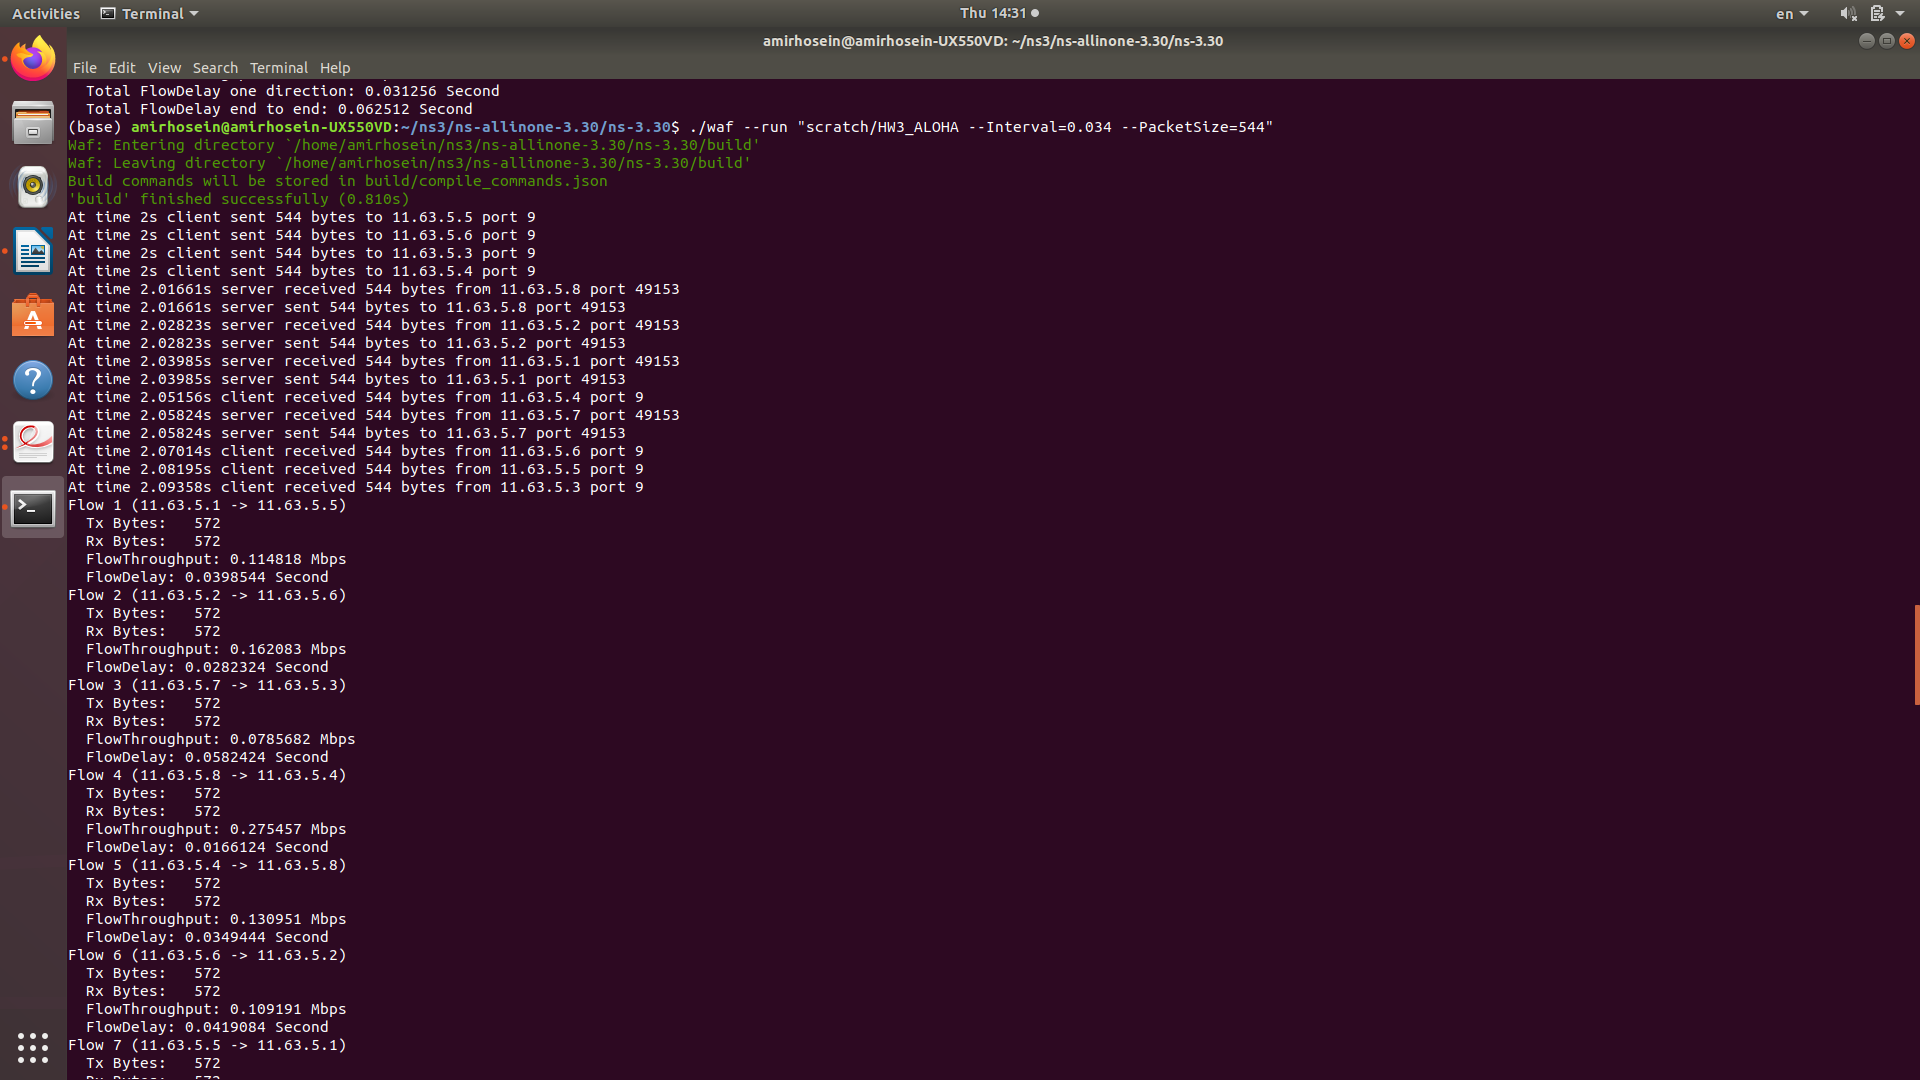 Activities Terminal Thu 14:31 en
amirhosein@amirhosein-UX550VD: ~/ns3/ns-allinone-3.30/ns-3.30
File Edit View Search Terminal Help
Total FlowDelay one direction: 0.031256 Second
Total FlowDelay end to end: 0.062512 Second
(base) amirhosein@amirhosein-UX550VD:~/ns3/ns-allinone-3.30/ns-3.30$ ./waf --run "scratch/HW3_ALOHA --Interval=0.034 --PacketSize=544"
Waf: Entering directory `/home/amirhosein/ns3/ns-allinone-3.30/ns-3.30/build'
Waf: Leaving directory `/home/amirhosein/ns3/ns-allinone-3.30/ns-3.30/build'
Build commands will be stored in build/compile_commands.json
'build' finished successfully (0.810s)
At time 2s client sent 544 bytes to 11.63.5.5 port 9
At time 2s client sent 544 bytes to 11.63.5.6 port 9
At time 2s client sent 544 bytes to 11.63.5.3 port 9
At time 2s client sent 544 bytes to 11.63.5.4 port 9
At time 2.01661s server received 544 bytes from 11.63.5.8 port 49153
At time 2.01661s server sent 544 bytes to 11.63.5.8 port 49153
At time 2.02823s server received 544 bytes from 11.63.5.2 port 49153
At time 2.02823s server sent 544 bytes to 11.63.5.2 port 49153
At time 2.03985s server received 544 bytes from 11.63.5.1 port 49153
At time 2.03985s server sent 544 bytes to 11.63.5.1 port 49153
At time 2.05156s client received 544 bytes from 11.63.5.4 port 9
At time 2.05824s server received 544 bytes from 11.63.5.7 port 49153
At time 2.05824s server sent 544 bytes to 11.63.5.7 port 49153
At time 2.07014s client received 544 bytes from 11.63.5.6 port 9
At time 2.08195s client received 544 bytes from 11.63.5.5 port 9
At time 2.09358s client received 544 bytes from 11.63.5.3 port 9
Flow 1 (11.63.5.1 -> 11.63.5.5)
Tx Bytes: 572
Rx Bytes: 572
FlowThroughput: 0.114818 Mbps
FlowDelay: 0.0398544 Second
Flow 2 (11.63.5.2 -> 11.63.5.6)
Tx Bytes: 572
Rx Bytes: 572
FlowThroughput: 0.162083 Mbps
FlowDelay: 0.0282324 Second
Flow 3 (11.63.5.7 -> 11.63.5.3)
Tx Bytes: 572
Rx Bytes: 572
FlowThroughput: 0.0785682 Mbps
FlowDelay: 0.0582424 Second
Flow 4 (11.63.5.8 -> 11.63.5.4)
Tx Bytes: 572
Rx Bytes: 572
FlowThroughput: 0.275457 Mbps
FlowDelay: 0.0166124 Second
Flow 5 (11.63.5.4 -> 11.63.5.8)
Tx Bytes: 572
Rx Bytes: 572
FlowThroughput: 0.130951 Mbps
FlowDelay: 0.0349444 Second
Flow 6 (11.63.5.6 -> 11.63.5.2)
Tx Bytes: 572
Rx Bytes: 572
FlowThroughput: 0.109191 Mbps
FlowDelay: 0.0419084 Second
Flow 7 (11.63.5.5 -> 11.63.5.1)
Tx Bytes: 572